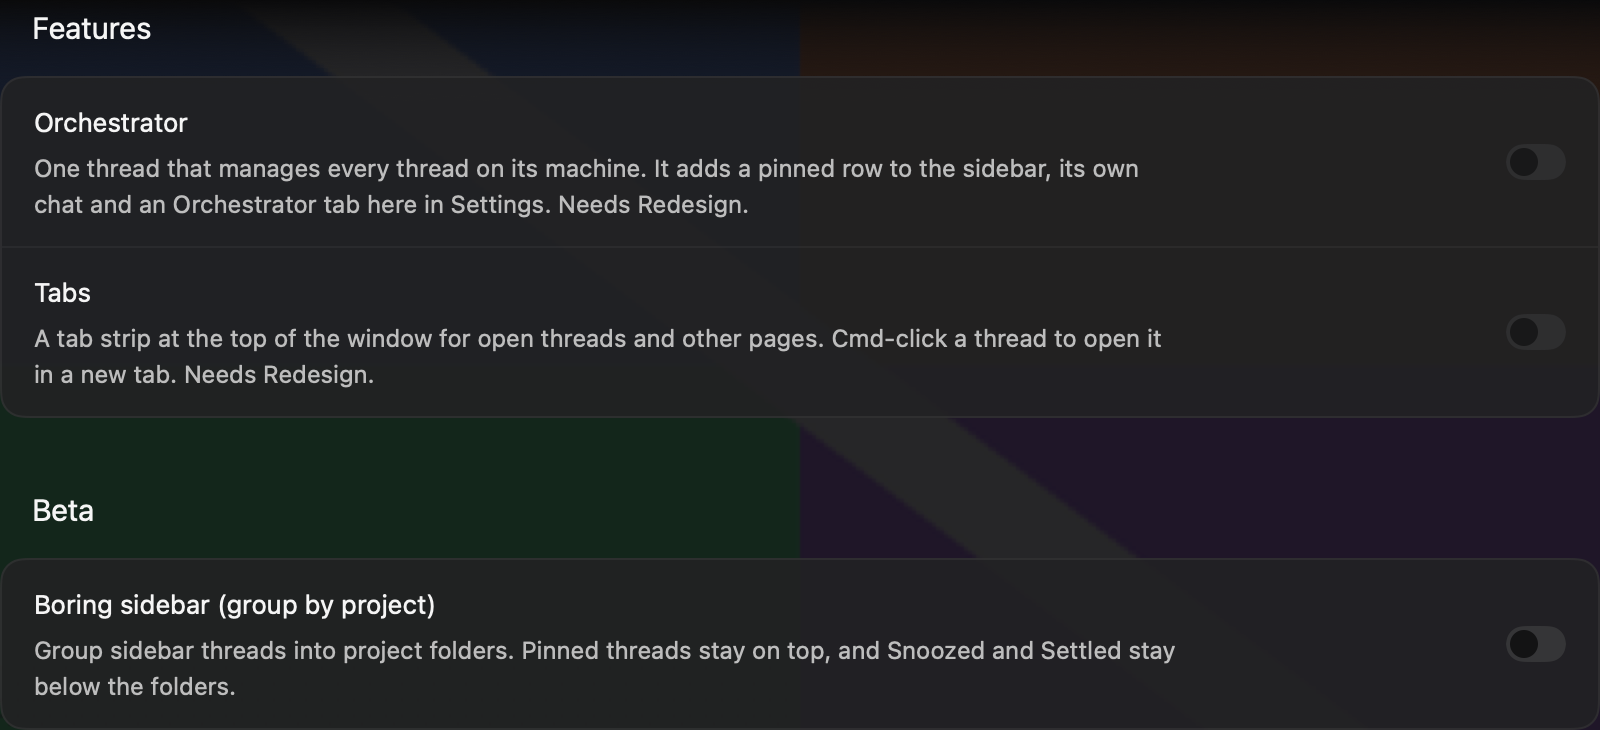 Features
Orchestrator
One thread that manages every thread on its machine. It adds a pinned row to the sidebar, its own
chat and an Orchestrator tab here in Settings. Needs Redesign.
Tabs
A tab strip at the top of the window for open threads and other pages. Cmd-click a thread to open it
in a new tab. Needs Redesign.
Beta
Boring sidebar (group by project)
Group sidebar threads into project folders. Pinned threads stay on top, and Snoozed and Settled stay
below the folders.